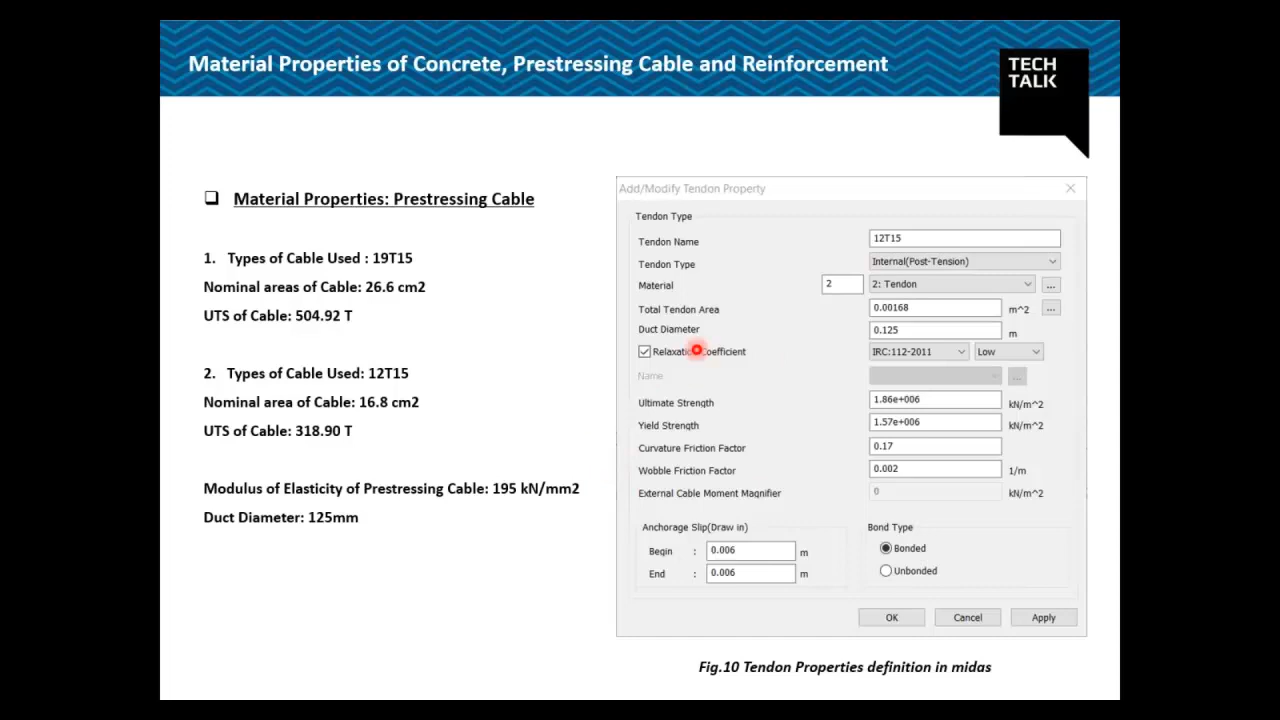 Material Properties of Concrete, Prestressing Cable and Reinforcement
TECH
TALK
Material Properties: Prestressing Cable
1. Types of Cable Used : 19T15
Nominal areas of Cable: 26.6 cm2
UTS of Cable: 504.92 T
2. Types of Cable Used: 12T15
Nominal area of Cable: 16.8 cm2
UTS of Cable: 318.90 T
Modulus of Elasticity of Prestressing Cable: 195 kN/mm2
Duct Diameter: 125mm
Add/Modify Tendon Property
Tendon Type
Tendon Name 12T15
Tendon Type Internal(Post-Tension)
Material 2 2: Tendon ...
Total Tendon Area 0.00168 m^2 ...
Duct Diameter 0.125 m
Relaxation Coefficient IRC:112-2011 Low
Name ...
Ultimate Strength 1.86e+006 kN/m^2
Yield Strength 1.57e+006 kN/m^2
Curvature Friction Factor 0.17
Wobble Friction Factor 0.002 1/m
External Cable Moment Magnifier 0 kN/m^2
Anchorage Slip(Draw in) Bond Type
Begin : 0.006 m Bonded
End : 0.006 m Unbonded
OK Cancel Apply
Fig.10 Tendon Properties definition in midas